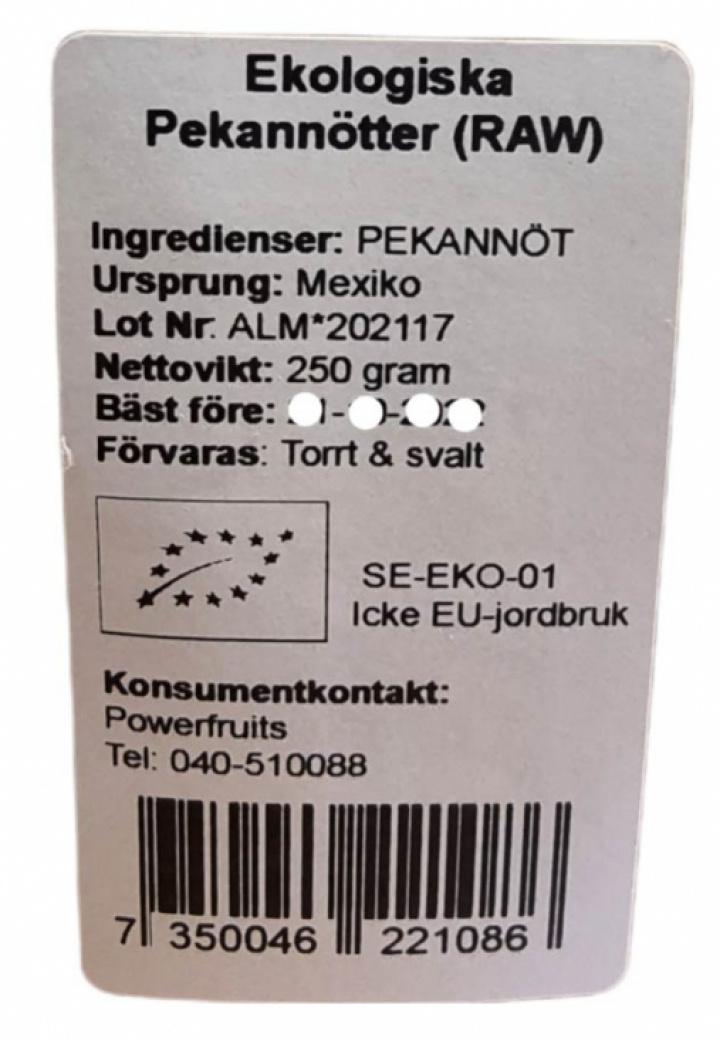 Ekologiska
Pekannötter (RAW)
Ingredienser: PEKANNÖT
Ursprung: Mexiko
Lot Nr. ALM*202117
Nettovikt: 250 gram
Bäst före:
Förvaras: Torrt & svalt
SE-EKO-01
Icke EU-jordbruk
Konsumentkontakt:
Powerfruits
Tel: 040-510088
7 350046 221086